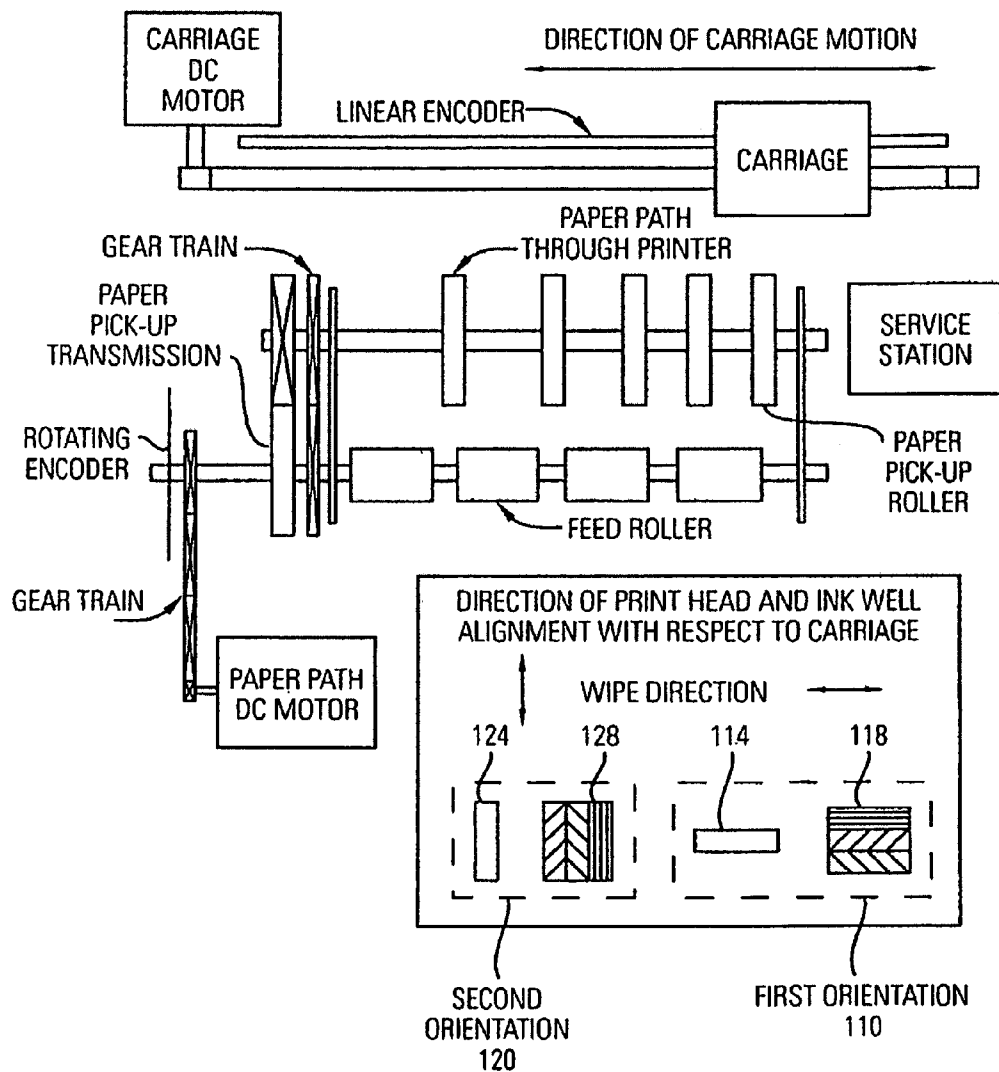 CARRIAGE
DC
MOTOR
DIRECTION OF CARRIAGE MOTION
LINEAR ENCODER
CARRIAGE
PAPER PATH
THROUGH PRINTER
GEAR TRAIN
PAPER
PICK-UP
TRANSMISSION
SERVICE
STATION
ROTATING
ENCODER
PAPER
PICK-UP
ROLLER
FEED ROLLER
GEAR TRAIN
PAPER PATH
DC MOTOR
DIRECTION OF PRINT HEAD AND INK WELL
ALIGNMENT WITH RESPECT TO CARRIAGE
WIPE DIRECTION
124
128
114
118
SECOND
ORIENTATION
120
FIRST ORIENTATION
110